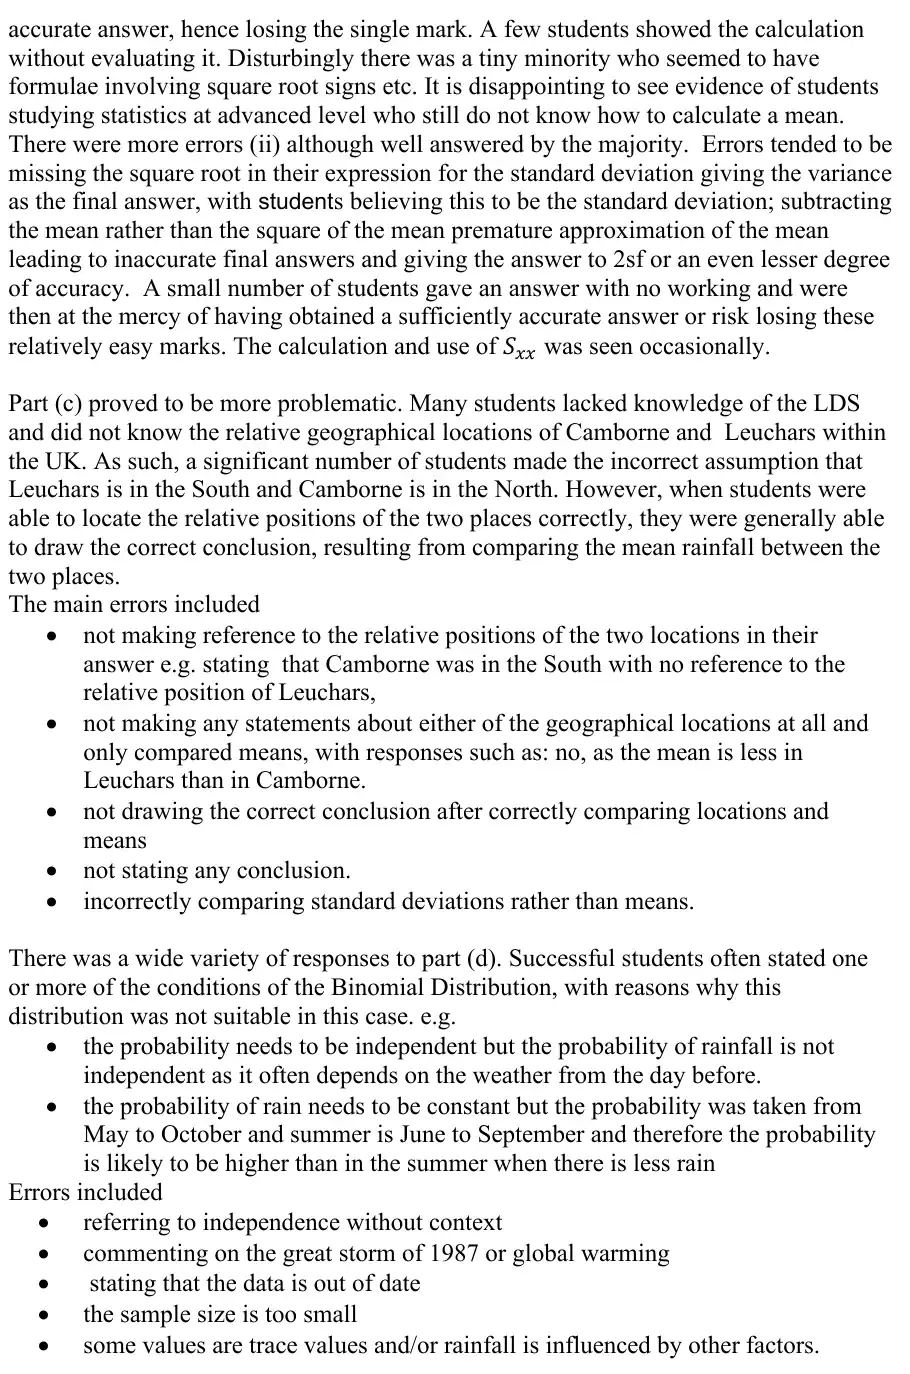 accurate answer, hence losing the single mark. A few students showed the calculation
without evaluating it. Disturbingly there was a tiny minority who seemed to have
formulae involving square root signs etc. It is disappointing to see evidence of students
studying statistics at advanced level who still do not know how to calculate a mean.
There were more errors (ii) although well answered by the majority.  Errors tended to be
missing the square root in their expression for the standard deviation giving the variance
as the final answer, with students believing this to be the standard deviation; subtracting
the mean rather than the square of the mean premature approximation of the mean
leading to inaccurate final answers and giving the answer to 2sf or an even lesser degree
of accuracy.  A small number of students gave an answer with no working and were
then at the mercy of having obtained a sufficiently accurate answer or risk losing these
relatively easy marks. The calculation and use of Sxx was seen occasionally.

Part (c) proved to be more problematic. Many students lacked knowledge of the LDS
and did not know the relative geographical locations of Camborne and  Leuchars within
the UK. As such, a significant number of students made the incorrect assumption that
Leuchars is in the South and Camborne is in the North. However, when students were
able to locate the relative positions of the two places correctly, they were generally able
to draw the correct conclusion, resulting from comparing the mean rainfall between the
two places.
The main errors included
• not making reference to the relative positions of the two locations in their
answer e.g. stating  that Camborne was in the South with no reference to the
relative position of Leuchars,
• not making any statements about either of the geographical locations at all and
only compared means, with responses such as: no, as the mean is less in
Leuchars than in Camborne.
• not drawing the correct conclusion after correctly comparing locations and
means
• not stating any conclusion.
• incorrectly comparing standard deviations rather than means.

There was a wide variety of responses to part (d). Successful students often stated one
or more of the conditions of the Binomial Distribution, with reasons why this
distribution was not suitable in this case. e.g.
• the probability needs to be independent but the probability of rainfall is not
independent as it often depends on the weather from the day before.
• the probability of rain needs to be constant but the probability was taken from
May to October and summer is June to September and therefore the probability
is likely to be higher than in the summer when there is less rain
Errors included
• referring to independence without context
• commenting on the great storm of 1987 or global warming
• stating that the data is out of date
• the sample size is too small
• some values are trace values and/or rainfall is influenced by other factors.